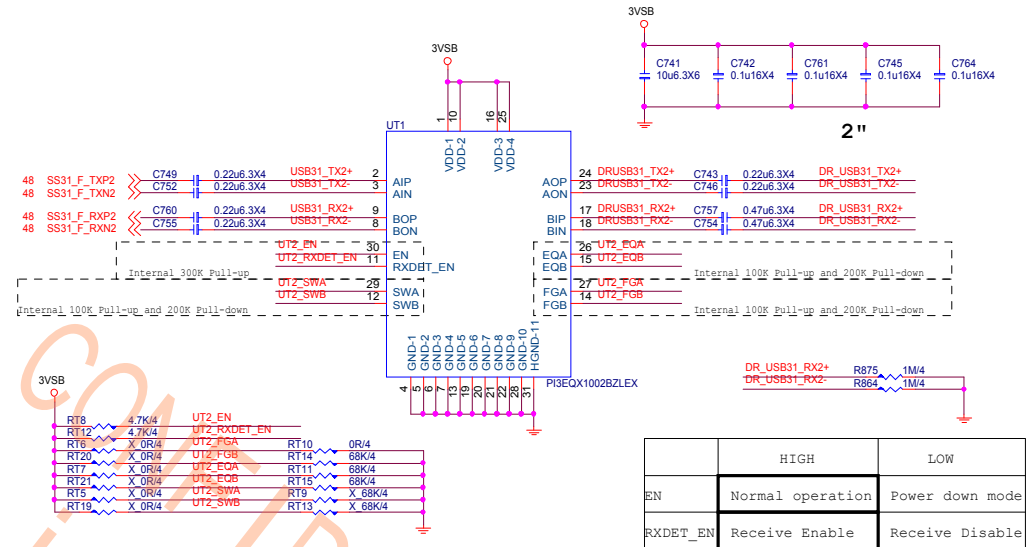 3VSB
C741 C742 C761 C745 C764
10u6.3X6 0.1u16X4 0.1u16X4 0.1u16X4 0.1u16X4
2"
3VSB
1 10 16 25
UT1
VDD-1 VDD-2 VDD-3 VDD-4
48 SS31_F_TXP2 C749 0.22u6.3X4 USB31_TX2+ 2 AIP
48 SS31_F_TXN2 C752 0.22u6.3X4 USB31_TX2- 3 AIN
48 SS31_F_RXP2 C760 0.22u6.3X4 USB31_RX2+ 9 BOP
48 SS31_F_RXN2 C755 0.22u6.3X4 USB31_RX2- 8 BON
UT2_EN 30 EN
UT2_RXDET_EN 11 RXDET_EN
Internal 300K Pull-up
UT2_SWA 29 SWA
UT2_SWB 12 SWB
Internal 100K Pull-up and 200K Pull-down
AOP 24 DRUSB31_TX2+ C743 0.22u6.3X4 DR_USB31_TX2+
AON 23 DRUSB31_TX2- C746 0.22u6.3X4 DR_USB31_TX2-
BIP 17 DRUSB31_RX2+ C757 0.47u6.3X4 DR_USB31_RX2+
BIN 18 DRUSB31_RX2- C754 0.47u6.3X4 DR_USB31_RX2-
EQA 26 UT2_EQA
EQB 15 UT2_EQB
Internal 100K Pull-up and 200K Pull-down
FGA 27 UT2_FGA
FGB 14 UT2_FGB
Internal 100K Pull-up and 200K Pull-down
GND-1 GND-2 GND-3 GND-4 GND-5 GND-6 GND-7 GND-8 GND-9 GND-10 HGND-11
4 5 6 7 13 19 20 21 22 28 31
PI3EQX1002BZLEX
DR_USB31_RX2+ R875 1M/4
DR_USB31_RX2- R864 1M/4
3VSB
RT8 4.7K/4 UT2_EN
RT12 4.7K/4 UT2_RXDET_EN
RT6 X_0R/4 UT2_FGA RT10 0R/4
RT20 X_0R/4 UT2_FGB RT14 68K/4
RT7 X_0R/4 UT2_EQA RT11 68K/4
RT21 X_0R/4 UT2_EQB RT15 68K/4
RT5 X_0R/4 UT2_SWA RT9 X_68K/4
RT19 X_0R/4 UT2_SWB RT13 X_68K/4
HIGH LOW
EN Normal operation Power down mode
RXDET_EN Receive Enable Receive Disable